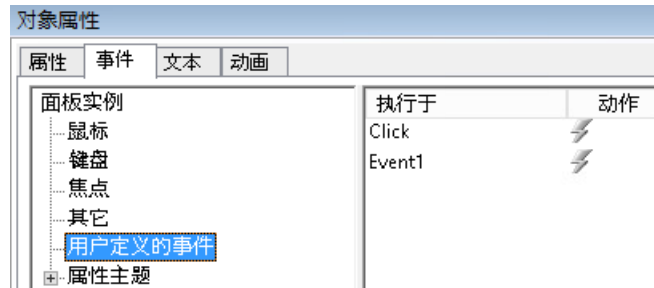 对象属性
属性 事件 文本 动画
面板实例
鼠标
键盘
焦点
其它
用户定义的事件
属性主题
执行于 动作
Click
Event1